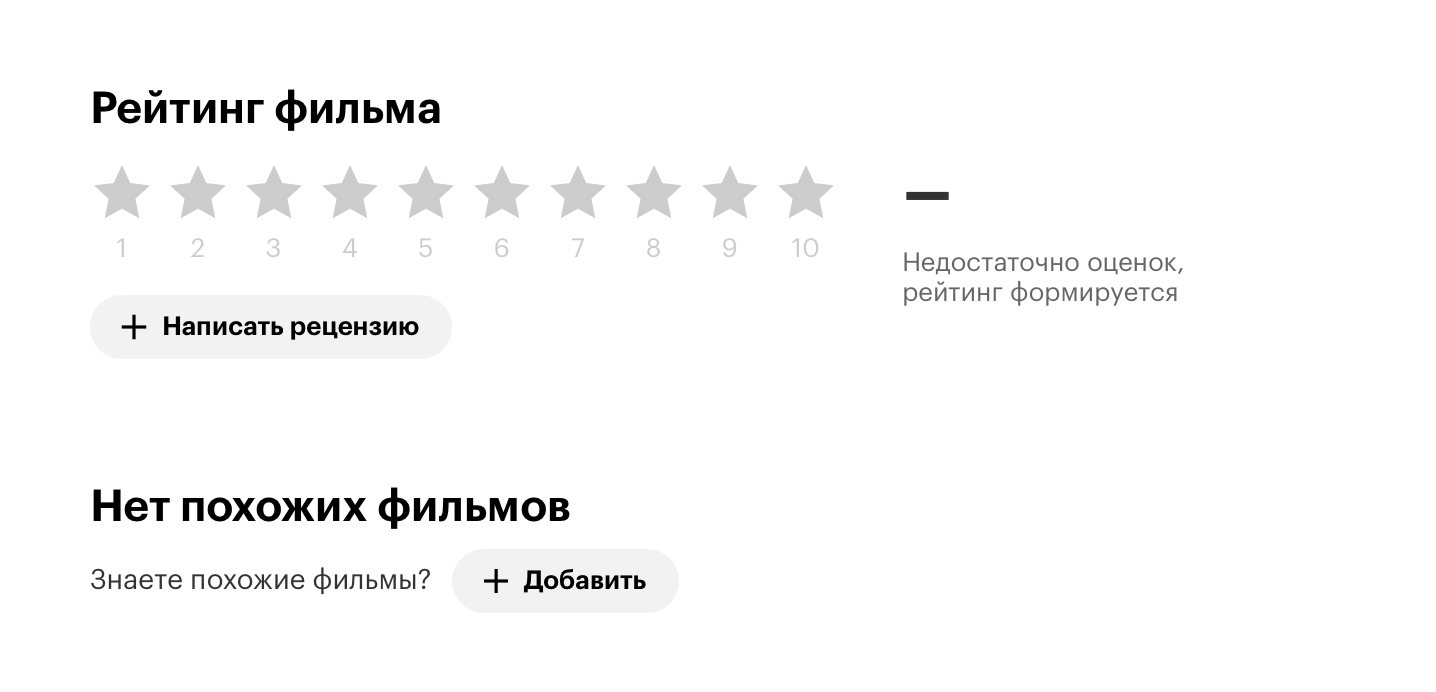 Рейтинг фильма
1 2 3 4 5 6 7 8 9 10
–
Недостаточно оценок,
рейтинг формируется
+ Написать рецензию
Нет похожих фильмов
Знаете похожие фильмы? + Добавить